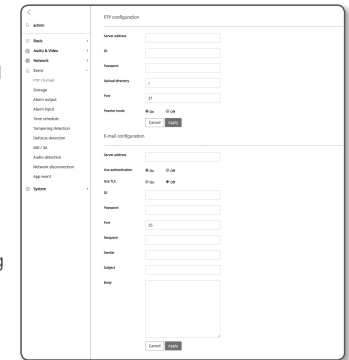 admin
Basic
Audio & Video
Network
Event
FTP / E-mail
Storage
Alarm output
Alarm input
Time schedule
Tampering detection
Defocus detection
MD / VA
Audio detection
Network disconnection
App event
System
FTP configuration
Server address
ID
Password
Upload directory /
Port 21
Passive mode On Off
Cancel Apply
E-mail configuration
Server address
Use authentication On Off
Use TLS On Off
ID
Password
Port 25
Recipient
Sender
Subject
Body
Cancel Apply
g